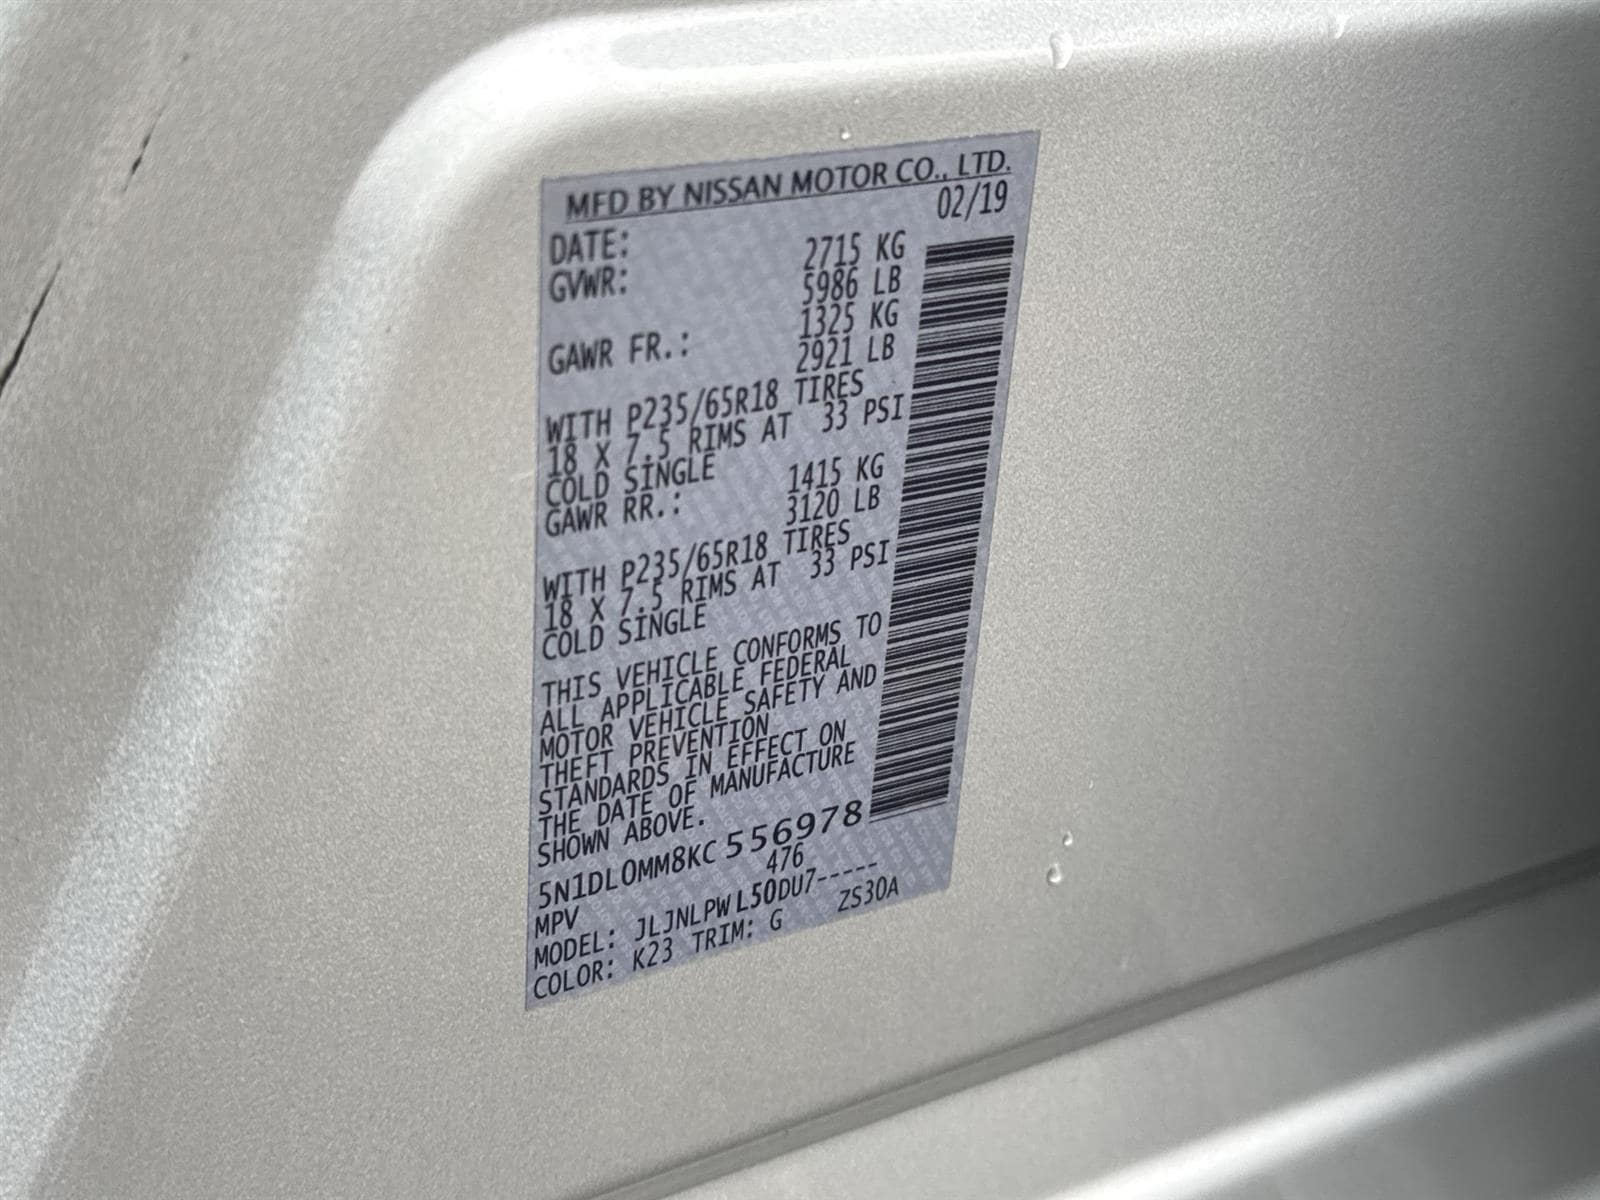 MFD BY NISSAN MOTOR CO., LTD.
DATE: 02/19
GVWR: 2715 KG
5986 LB
GAWR FR.: 1325 KG
2921 LB
WITH P235/65R18 TIRES
18 X 7.5 RIMS AT 33 PSI
COLD SINGLE
GAWR RR.: 1415 KG
3120 LB
WITH P235/65R18 TIRES
18 X 7.5 RIMS AT 33 PSI
COLD SINGLE
THIS VEHICLE CONFORMS TO
ALL APPLICABLE FEDERAL
MOTOR VEHICLE SAFETY AND
THEFT PREVENTION
STANDARDS IN EFFECT ON
THE DATE OF MANUFACTURE
SHOWN ABOVE.
5N1DL0MM8KC556978
MPV 476
MODEL: JLJNLPWL50DU7-----
COLOR: K23 TRIM: G ZS30A